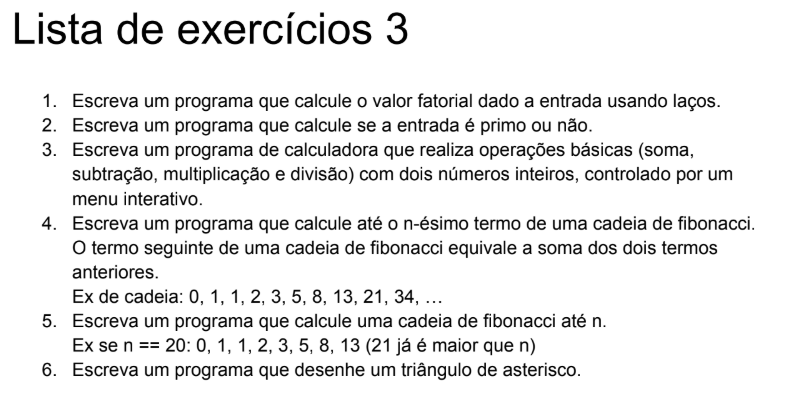 Lista de exercícios 3
1. Escreva um programa que calcule o valor fatorial dado a entrada usando laços.
2. Escreva um programa que calcule se a entrada é primo ou não.
3. Escreva um programa de calculadora que realiza operações básicas (soma,
subtração, multiplicação e divisão) com dois números inteiros, controlado por um
menu interativo.
4. Escreva um programa que calcule até o n-ésimo termo de uma cadeia de fibonacci.
O termo seguinte de uma cadeia de fibonacci equivale a soma dos dois termos
anteriores.
Ex de cadeia: 0, 1, 1, 2, 3, 5, 8, 13, 21, 34, …
5. Escreva um programa que calcule uma cadeia de fibonacci até n.
Ex se n == 20: 0, 1, 1, 2, 3, 5, 8, 13 (21 já é maior que n)
6. Escreva um programa que desenhe um triângulo de asterisco.